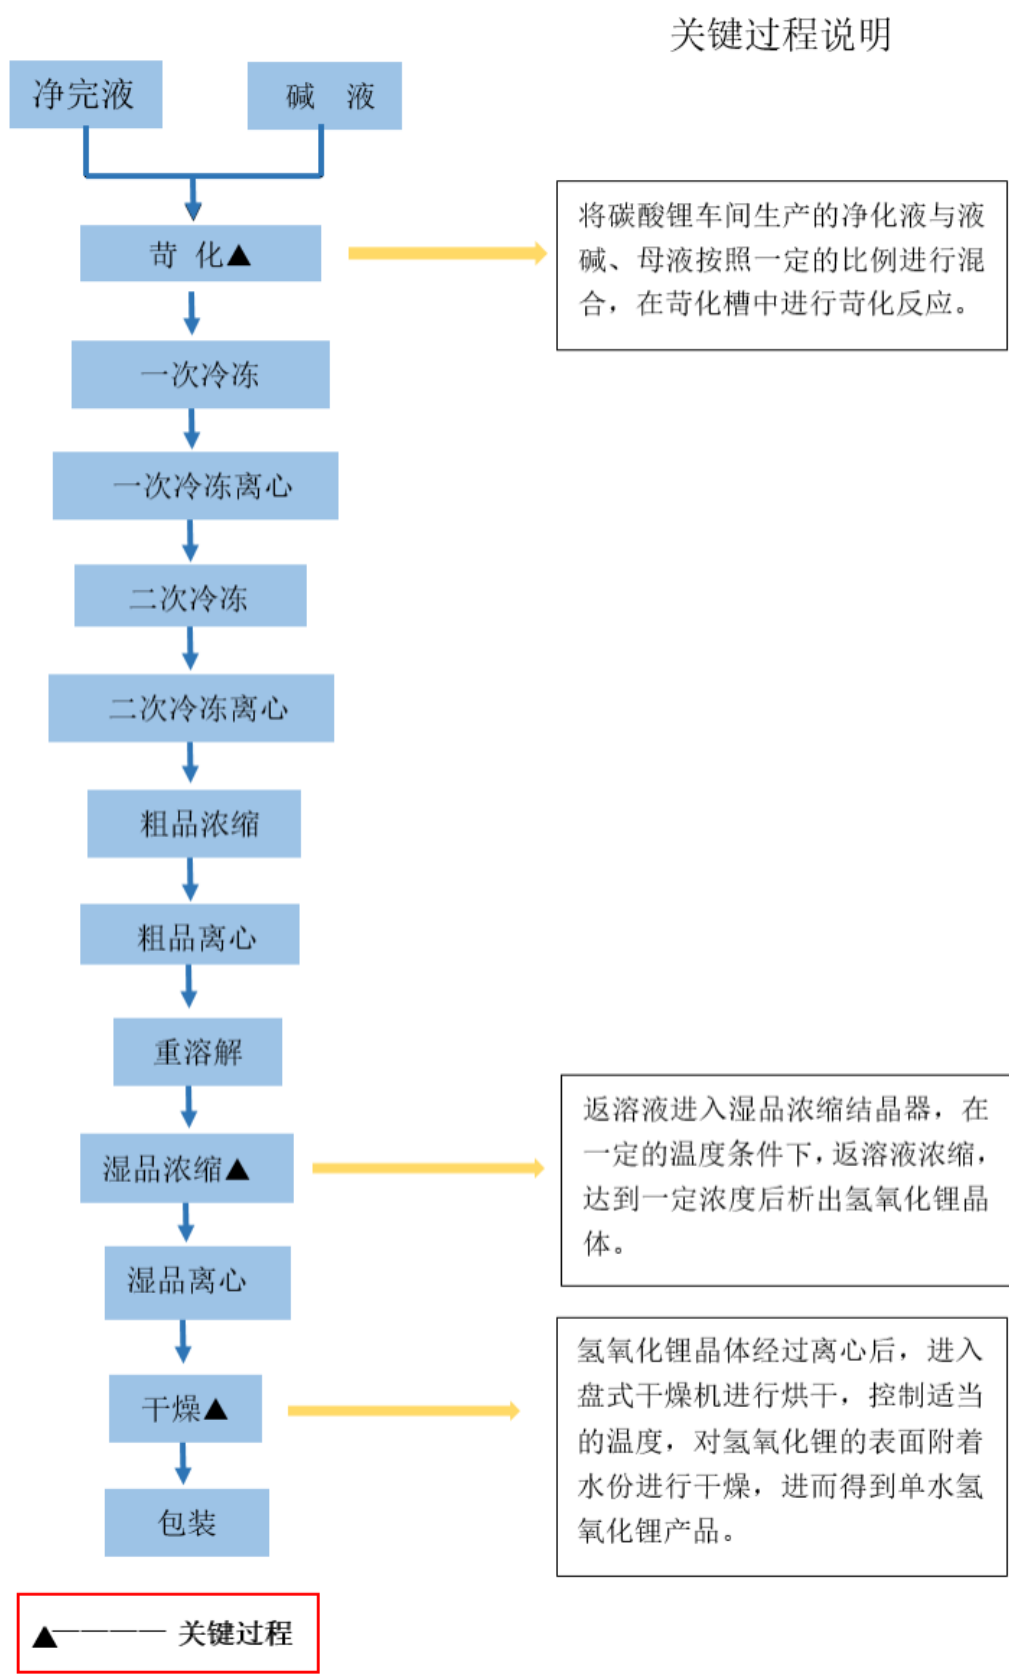 关键过程说明
净完液
碱 液
苛 化▲
将碳酸锂车间生产的净化液与液
碱、母液按照一定的比例进行混
合，在苛化槽中进行苛化反应。
一次冷冻
一次冷冻离心
二次冷冻
二次冷冻离心
粗品浓缩
粗品离心
重溶解
湿品浓缩▲
返溶液进入湿品浓缩结晶器，在
一定的温度条件下，返溶液浓缩，
达到一定浓度后析出氢氧化锂晶
体。
湿品离心
干燥▲
氢氧化锂晶体经过离心后，进入
盘式干燥机进行烘干，控制适当
的温度，对氢氧化锂的表面附着
水份进行干燥，进而得到单水氢
氧化锂产品。
包装
▲———— 关键过程